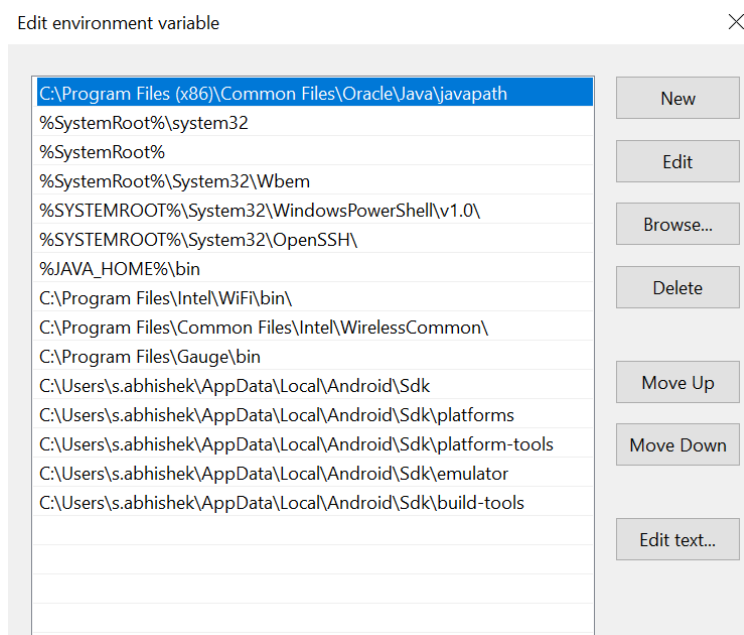 Edit environment variable
C:\Program Files (x86)\Common Files\Oracle\Java\javapath
%SystemRoot%\system32
%SystemRoot%
%SystemRoot%\System32\Wbem
%SYSTEMROOT%\System32\WindowsPowerShell\v1.0\
%SYSTEMROOT%\System32\OpenSSH\
%JAVA_HOME%\bin
C:\Program Files\Intel\WiFi\bin\
C:\Program Files\Common Files\Intel\WirelessCommon\
C:\Program Files\Gauge\bin
C:\Users\s.abhishek\AppData\Local\Android\Sdk
C:\Users\s.abhishek\AppData\Local\Android\Sdk\platforms
C:\Users\s.abhishek\AppData\Local\Android\Sdk\platform-tools
C:\Users\s.abhishek\AppData\Local\Android\Sdk\emulator
C:\Users\s.abhishek\AppData\Local\Android\Sdk\build-tools
New
Edit
Browse...
Delete
Move Up
Move Down
Edit text...